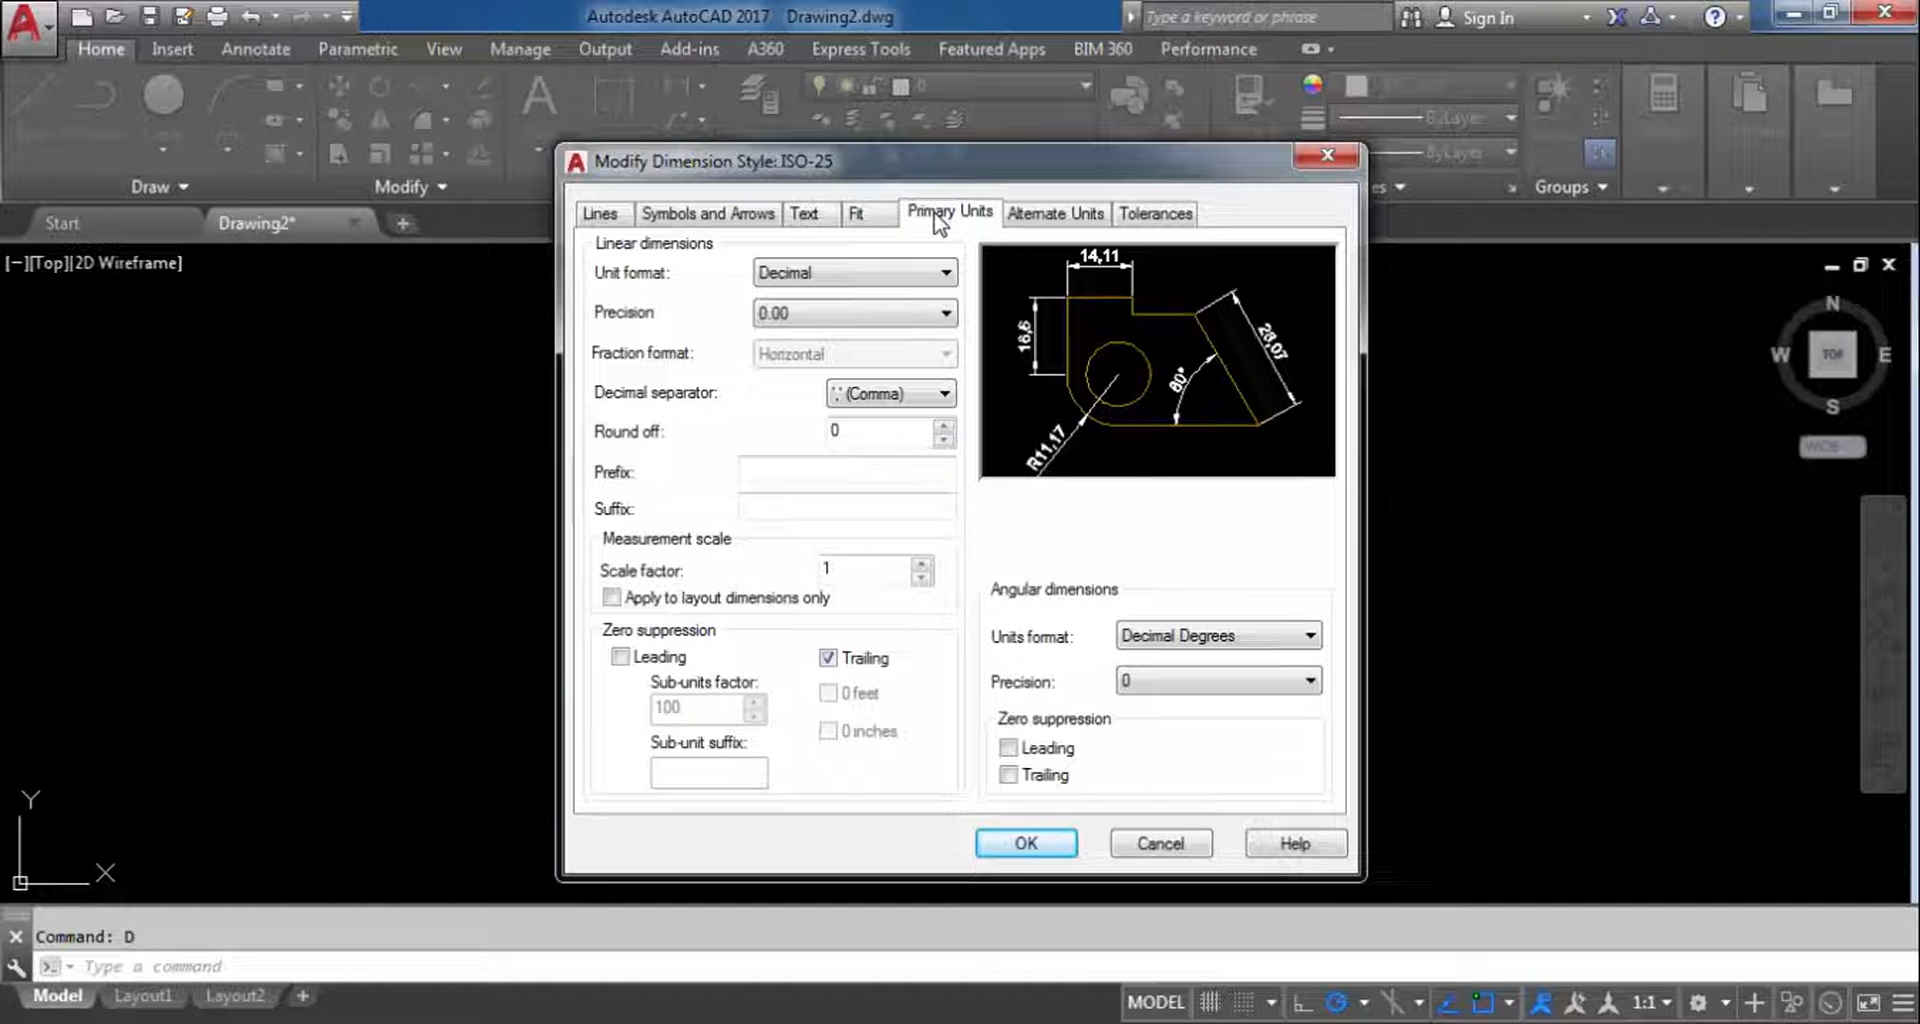 Autodesk AutoCAD 2017 Drawing2.dwg
Type a keyword or phrase
Sign In
Home Insert Annotate Parametric View Manage Output Add-ins A360 Express Tools Featured Apps BIM 360 Performance
0
ByLayer
ByLayer
Draw Modify Groups
Start Drawing2* +
[−][Top][2D Wireframe]
Modify Dimension Style: ISO-25
Lines Symbols and Arrows Text Fit Primary Units Alternate Units Tolerances
Linear dimensions
Unit format: Decimal
Precision 0.00
Fraction format: Horizontal
Decimal separator: ',' (Comma)
Round off: 0
Prefix:
Suffix:
Measurement scale
Scale factor: 1
Apply to layout dimensions only
Zero suppression
Leading
Trailing
Sub-units factor:
100
0 feet
0 inches
Sub-unit suffix:
14,11
16,6
28,07
80°
R11,17
Angular dimensions
Units format: Decimal Degrees
Precision: 0
Zero suppression
Leading
Trailing
OK Cancel Help
N
W TOP E
S
WCS
Y
X
Command: D
Type a command
Model Layout1 Layout2 +
MODEL 1:1